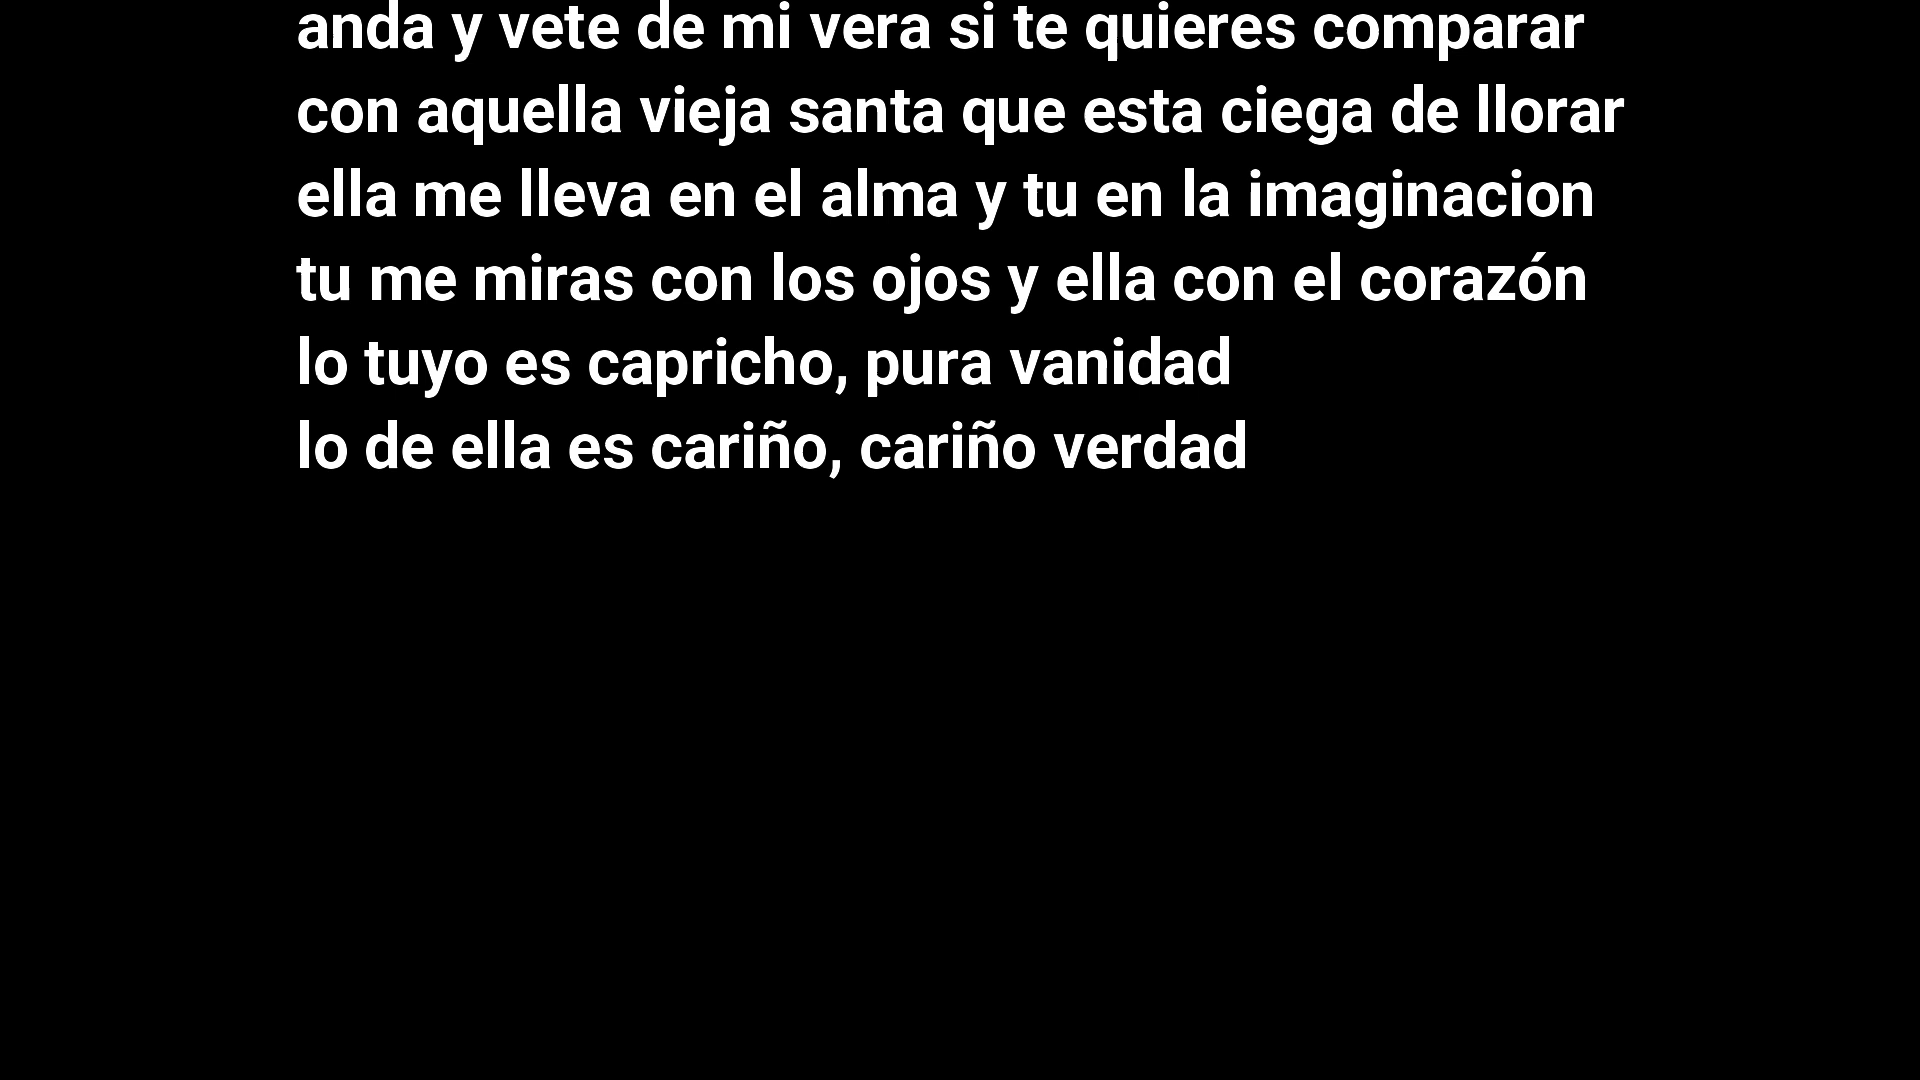 anda y vete de mi vera si te quieres comparar
con aquella vieja santa que esta ciega de llorar
ella me lleva en el alma y tu en la imaginacion
tu me miras con los ojos y ella con el corazón
lo tuyo es capricho, pura vanidad
lo de ella es cariño, cariño verdad